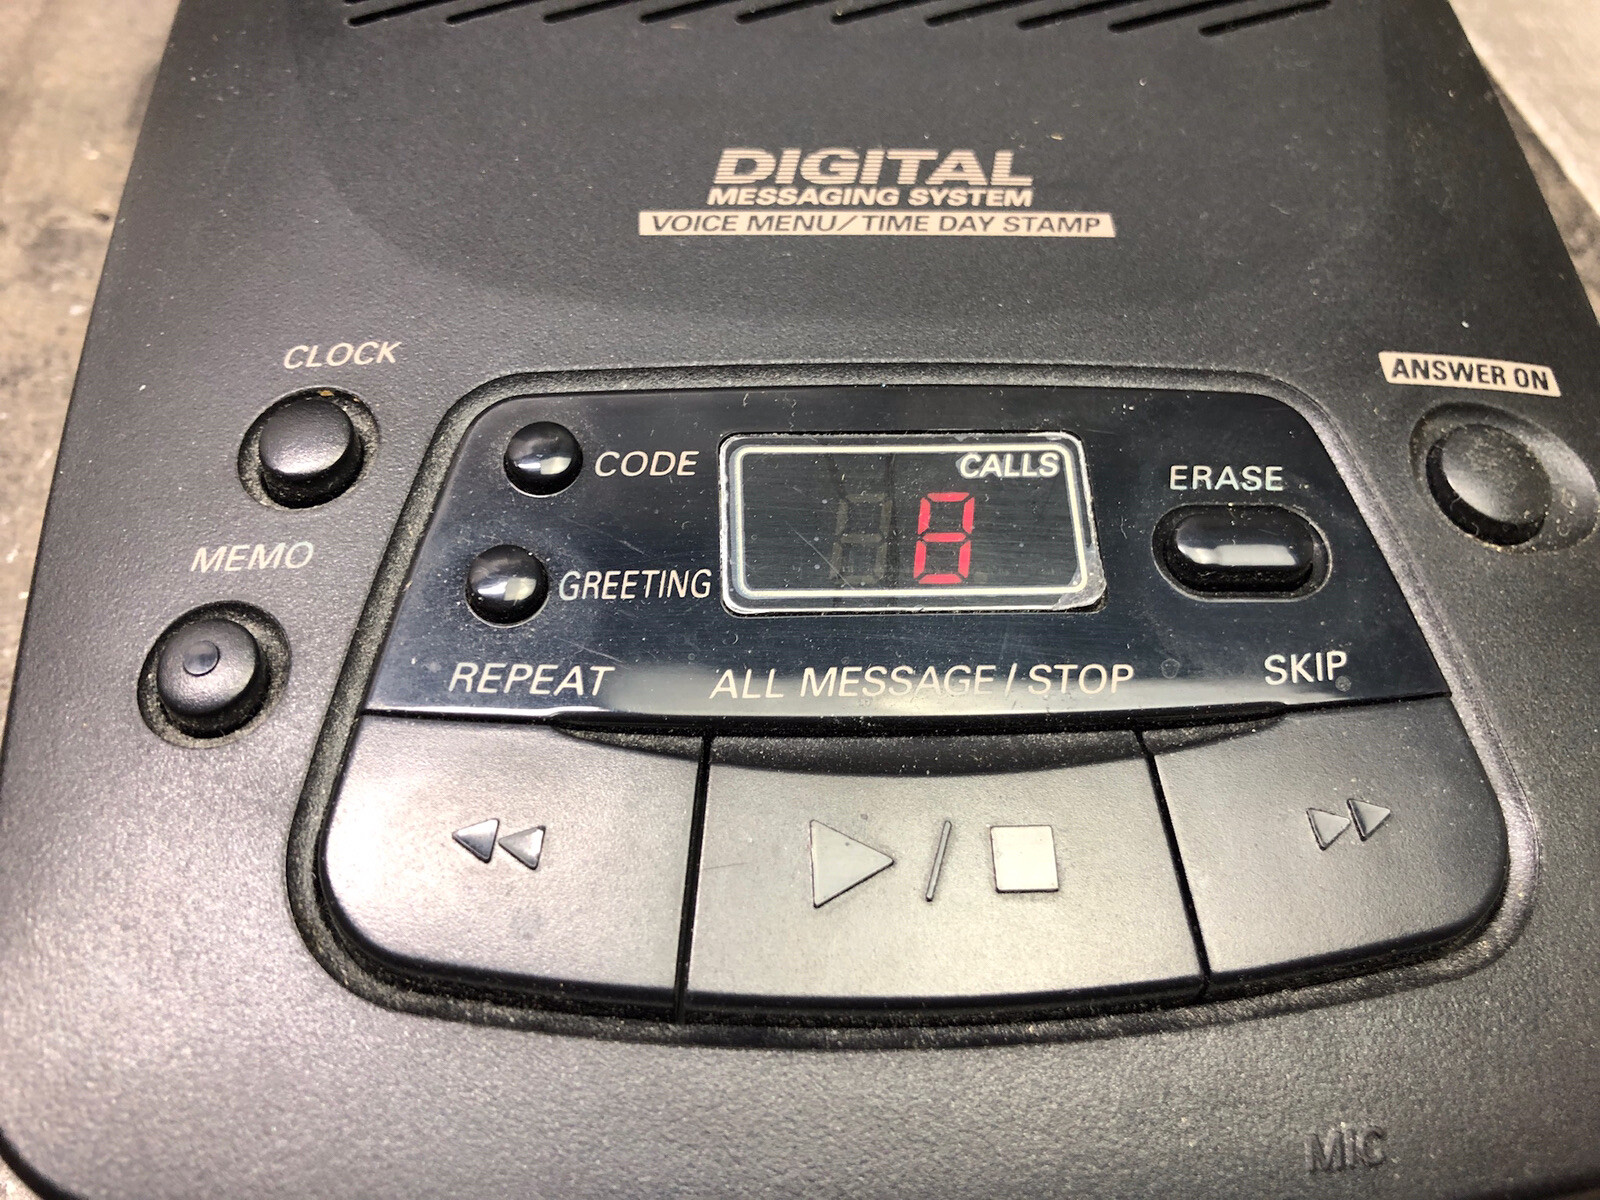 DIGITAL
MESSAGING SYSTEM
VOICE MENU/TIME DAY STAMP
CLOCK
ANSWER ON
CODE
CALLS
8
ERASE
MEMO
GREETING
REPEAT
ALL MESSAGE/STOP
SKIP
MIC